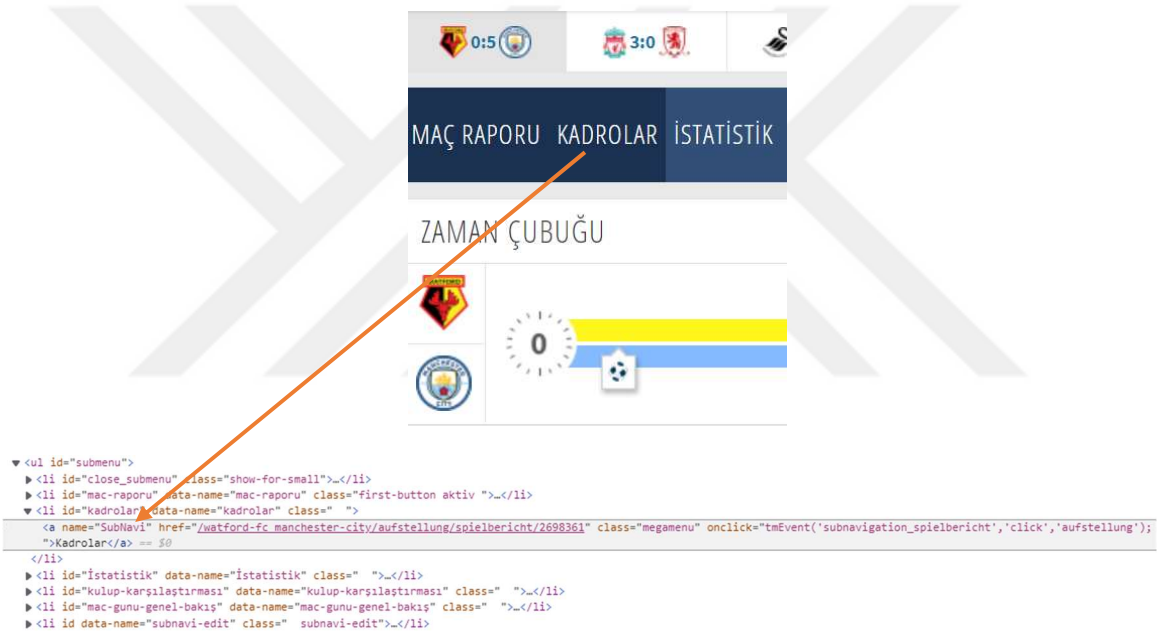 0:5 3:0
MAÇ RAPORU KADROLAR İSTATİSTİK
ZAMAN ÇUBUĞU
WATFORD
0
MANCHESTER
CITY
▼<ul id="submenu">
▶<li id="close_submenu" class="show-for-small">…</li>
▶<li id="mac-raporu" data-name="mac-raporu" class="first-button aktiv ">…</li>
▼<li id="kadrolar" data-name="kadrolar" class="  ">
<a name="SubNavi" href="/watford-fc_manchester-city/aufstellung/spielbericht/2698361" class="megamenu" onclick="tmEvent('subnavigation_spielbericht','click','aufstellung');
">Kadrolar</a> == $0
</li>
▶<li id="İstatistik" data-name="İstatistik" class="  ">…</li>
▶<li id="kulup-karşılaştırması" data-name="kulup-karşılaştırması" class="  ">…</li>
▶<li id="mac-gunu-genel-bakış" data-name="mac-gunu-genel-bakış" class="  ">…</li>
▶<li id data-name="subnavi-edit" class="  subnavi-edit">…</li>